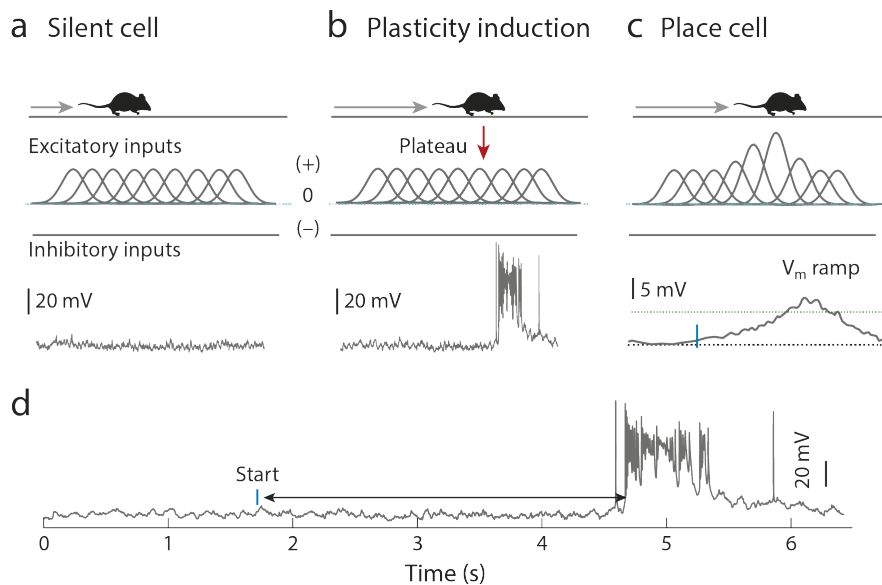 a Silent cell
b Plasticity induction
c Place cell
Excitatory inputs
(+)
0
(–)
Inhibitory inputs
20 mV
Plateau
20 mV
Vm ramp
5 mV
d
Start
20 mV
0 1 2 3 4 5 6
Time (s)